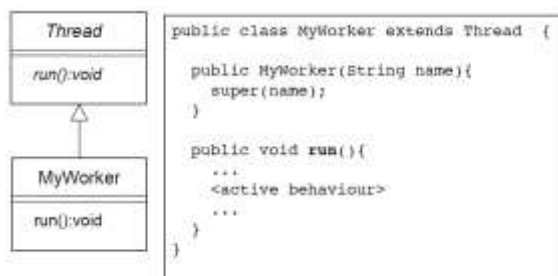 Thread
run():void
MyWorker
run():void
public class MyWorker extends Thread {
public MyWorker(String name){
super(name);
}
public void run(){
...
<active behaviour>
...
}
}